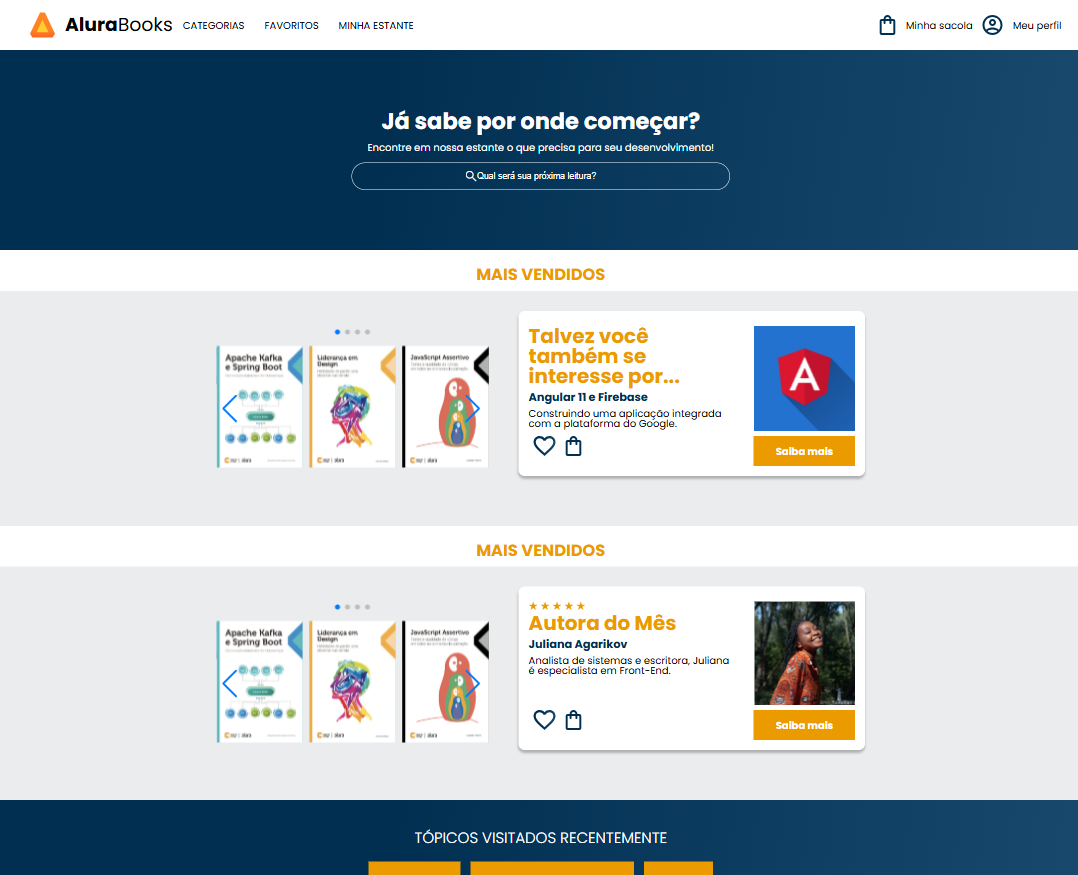 AluraBooks
CATEGORIAS
FAVORITOS
MINHA ESTANTE
Minha sacola
Meu perfil
Já sabe por onde começar?
Encontre em nossa estante o que precisa para seu desenvolvimento!
Qual será sua próxima leitura?
MAIS VENDIDOS
Apache Kafka
e Spring Boot
Liderança em
Design
JavaScript Assertivo
Talvez você
também se
interesse por...
Angular 11 e Firebase
Construindo uma aplicação integrada
com a plataforma do Google.
Saiba mais
MAIS VENDIDOS
Apache Kafka
e Spring Boot
Liderança em
Design
JavaScript Assertivo
Autora do Mês
Juliana Agarikov
Analista de sistemas e escritora, Juliana
é especialista em Front-End.
Saiba mais
TÓPICOS VISITADOS RECENTEMENTE